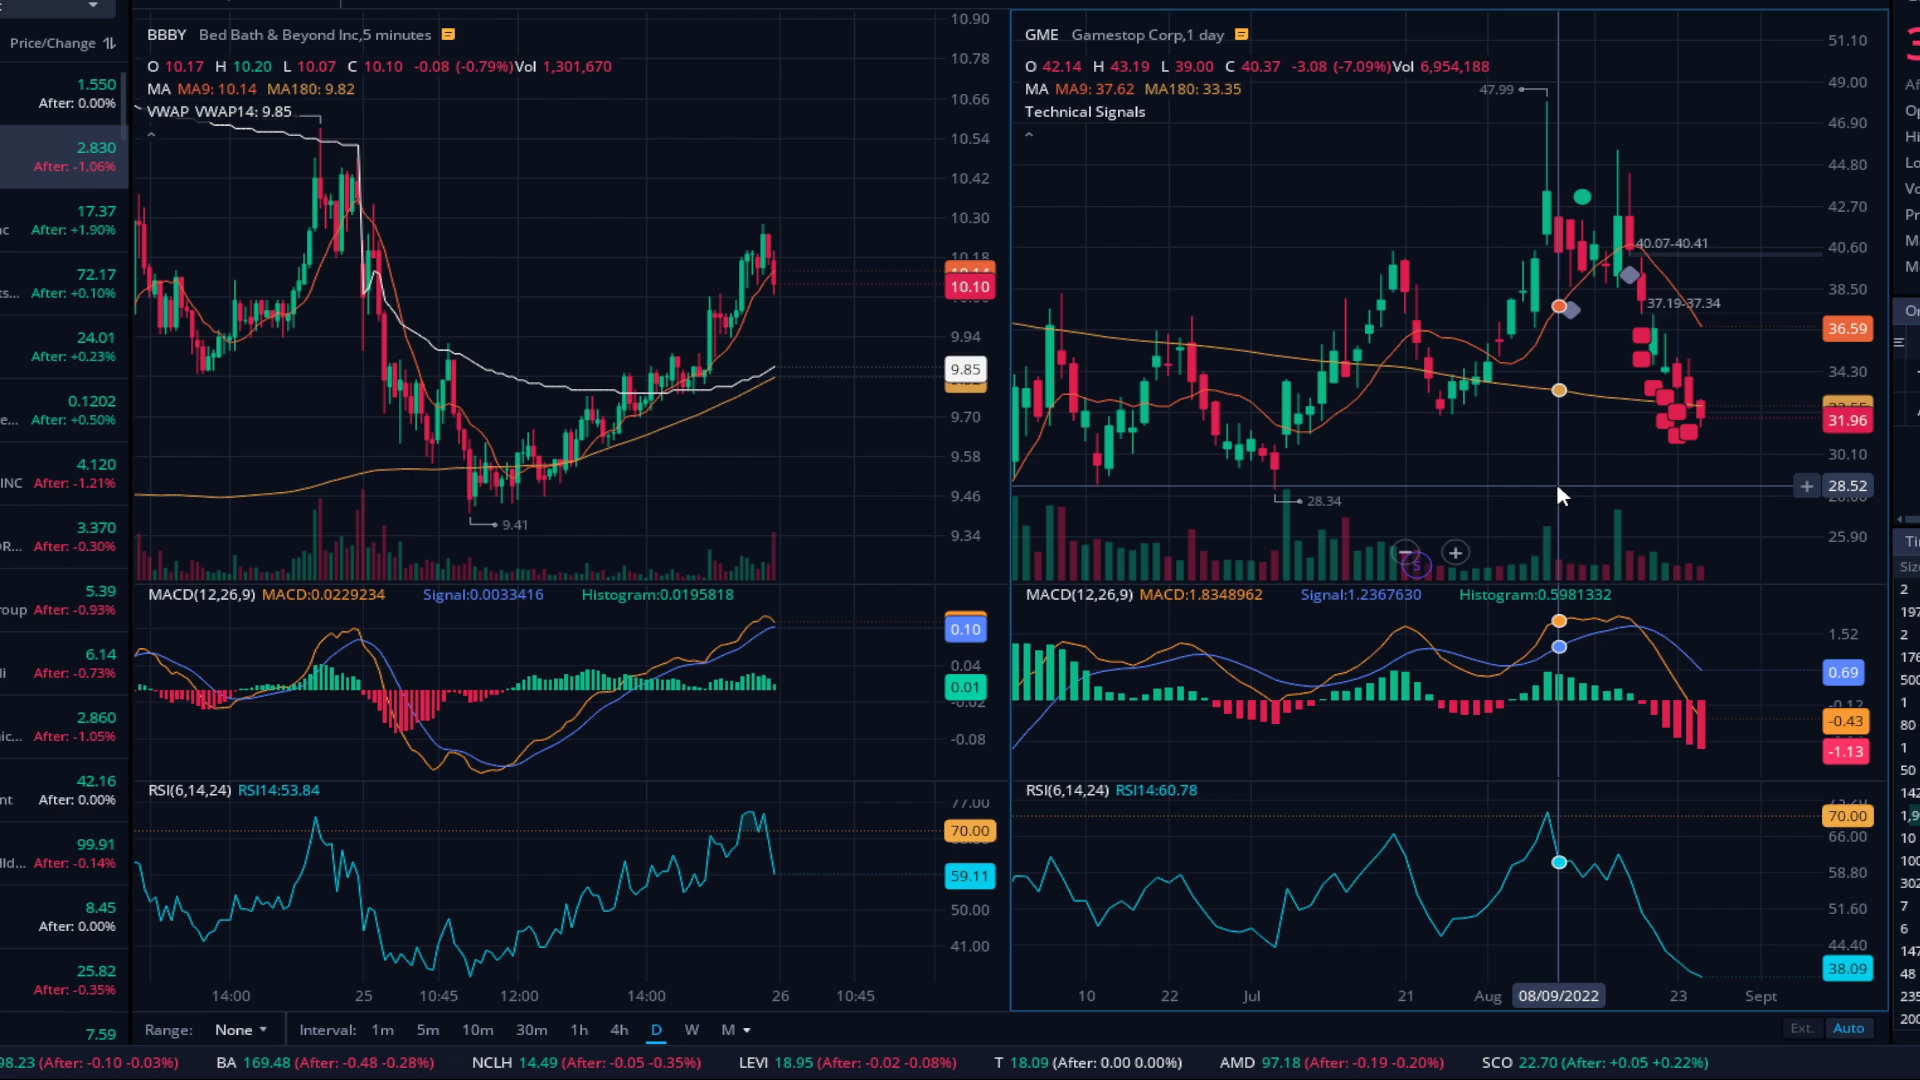 Price/Change
1.550
After: 0.00%
2.830
After: -1.06%
17.37
After: +1.90%
72.17
After: +0.10%
24.01
After: +0.23%
0.1202
After: +0.50%
4.120
INC After: -1.21%
3.370
After: -0.30%
5.39
roup After: -0.93%
6.14
After: -0.73%
2.860
After: -1.05%
42.16
nt After: 0.00%
99.91
After: -0.14%
8.45
After: 0.00%
25.82
After: -0.35%
7.59
BBBY Bed Bath & Beyond Inc,5 minutes
O 10.17 H 10.20 L 10.07 C 10.10 -0.08 (-0.79%)Vol 1,301,670
MA MA9: 10.14 MA180: 9.82
VWAP VWAP14: 9.85
9.41
10.90
10.78
10.66
10.54
10.42
10.30
10.18
10.10
9.94
9.85
9.70
9.58
9.46
9.34
MACD(12,26,9) MACD:0.0229234 Signal:0.0033416 Histogram:0.0195818
0.10
0.04
0.01
-0.02
-0.08
RSI(6,14,24) RSI14:53.84
77.00
70.00
59.11
50.00
41.00
14:00 25 10:45 12:00 14:00 26 10:45
GME Gamestop Corp,1 day
O 42.14 H 43.19 L 39.00 C 40.37 -3.08 (-7.09%)Vol 6,954,188
MA MA9: 37.62 MA180: 33.35
Technical Signals
47.99
40.07-40.41
37.19-37.34
28.34
S
51.10
49.00
46.90
44.80
42.70
40.60
38.50
36.59
34.30
31.96
30.10
28.52
25.90
MACD(12,26,9) MACD:1.8348962 Signal:1.2367630 Histogram:0.5981332
1.52
0.69
-0.12
-0.43
-1.13
RSI(6,14,24) RSI14:60.78
70.00
66.00
58.80
51.60
44.40
38.09
10 22 Jul 21 Aug 08/09/2022 23 Sept
Range: None Interval: 1m 5m 10m 30m 1h 4h D W M
Ext. Auto
98.23 (After: -0.10 -0.03%) BA 169.48 (After: -0.48 -0.28%) NCLH 14.49 (After: -0.05 -0.35%) LEVI 18.95 (After: -0.02 -0.08%) T 18.09 (After: 0.00 0.00%) AMD 97.18 (After: -0.19 -0.20%) SCO 22.70 (After: +0.05 +0.22%)